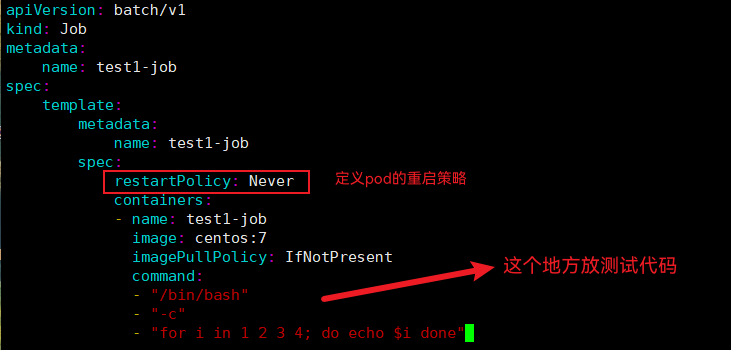 apiVersion: batch/v1
kind: Job
metadata:
    name: test1-job
spec:
    template:
        metadata:
            name: test1-job
        spec:
            restartPolicy: Never 定义pod的重启策略
            containers:
            - name: test1-job
              image: centos:7
              imagePullPolicy: IfNotPresent 这个地方放测试代码
              command:
              - "/bin/bash"
              - "-c"
              - "for i in 1 2 3 4; do echo $i done"